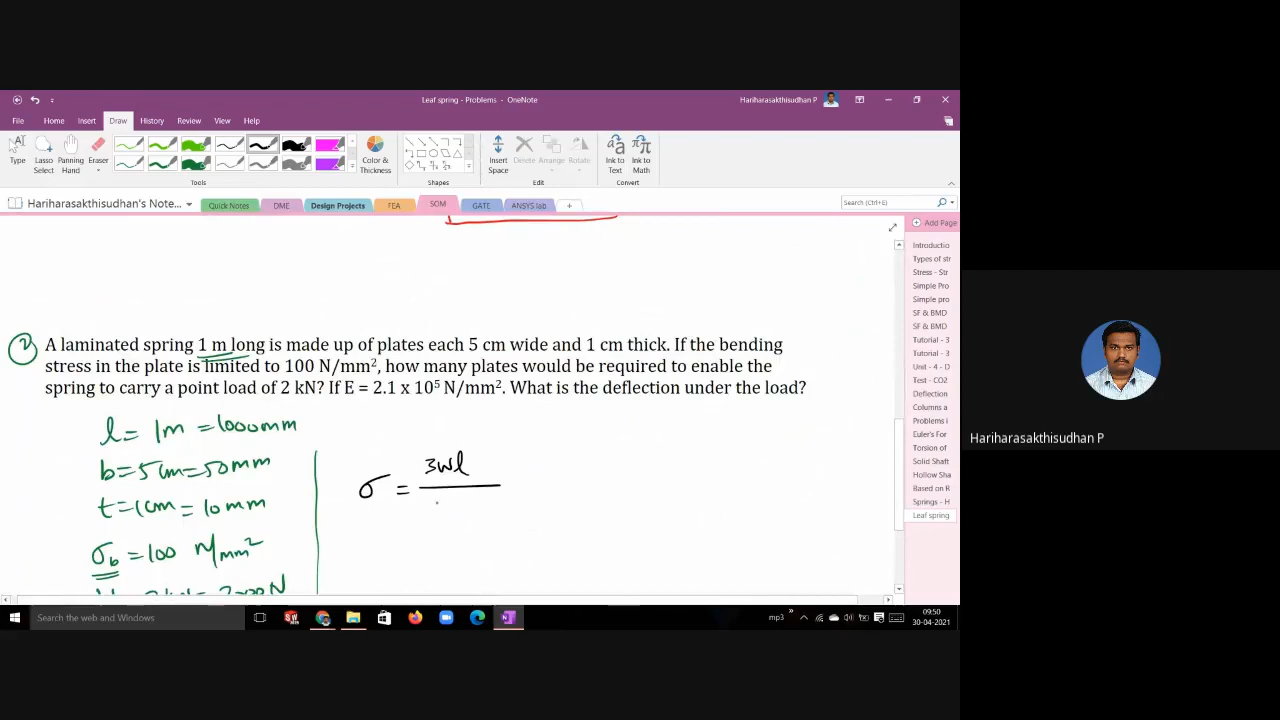 Leaf spring - Problems - OneNote
Hariharasakthisudhan P
File Home Insert Draw History Review View Help
Type
Lasso Select
Panning Hand
Eraser
Color & Thickness
Insert Space
Delete
Arrange
Rotate
Ink to Text
Ink to Math
Tools
Shapes
Edit
Convert
Hariharasakthisudhan's Note...
Quick Notes DME Design Projects FEA SOM GATE ANSYS lab +
Search (Ctrl+E)
Add Page
Introductio
Types of str
Stress - Str
Simple Pro
Simple pro
SF & BMD
SF & BMD
Tutorial - 3
Tutorial - 3
Unit - 4 - D
Test - CO2
Deflection
Columns a
Problems i
Euler's For
Torsion of
Solid Shaft
Hollow Sha
Based on R
Springs - H
Leaf spring
② A laminated spring 1 m long is made up of plates each 5 cm wide and 1 cm thick. If the bending
stress in the plate is limited to 100 N/mm², how many plates would be required to enable the
spring to carry a point load of 2 kN? If E = 2.1 x 10⁵ N/mm². What is the deflection under the load?
l = 1m = 1000mm
b = 5cm = 50mm
t = 1cm = 10mm
σb = 100 N/mm²
σ = 3Wl
Hariharasakthisudhan P
Search the web and Windows
mp3 »
09:50
30-04-2021